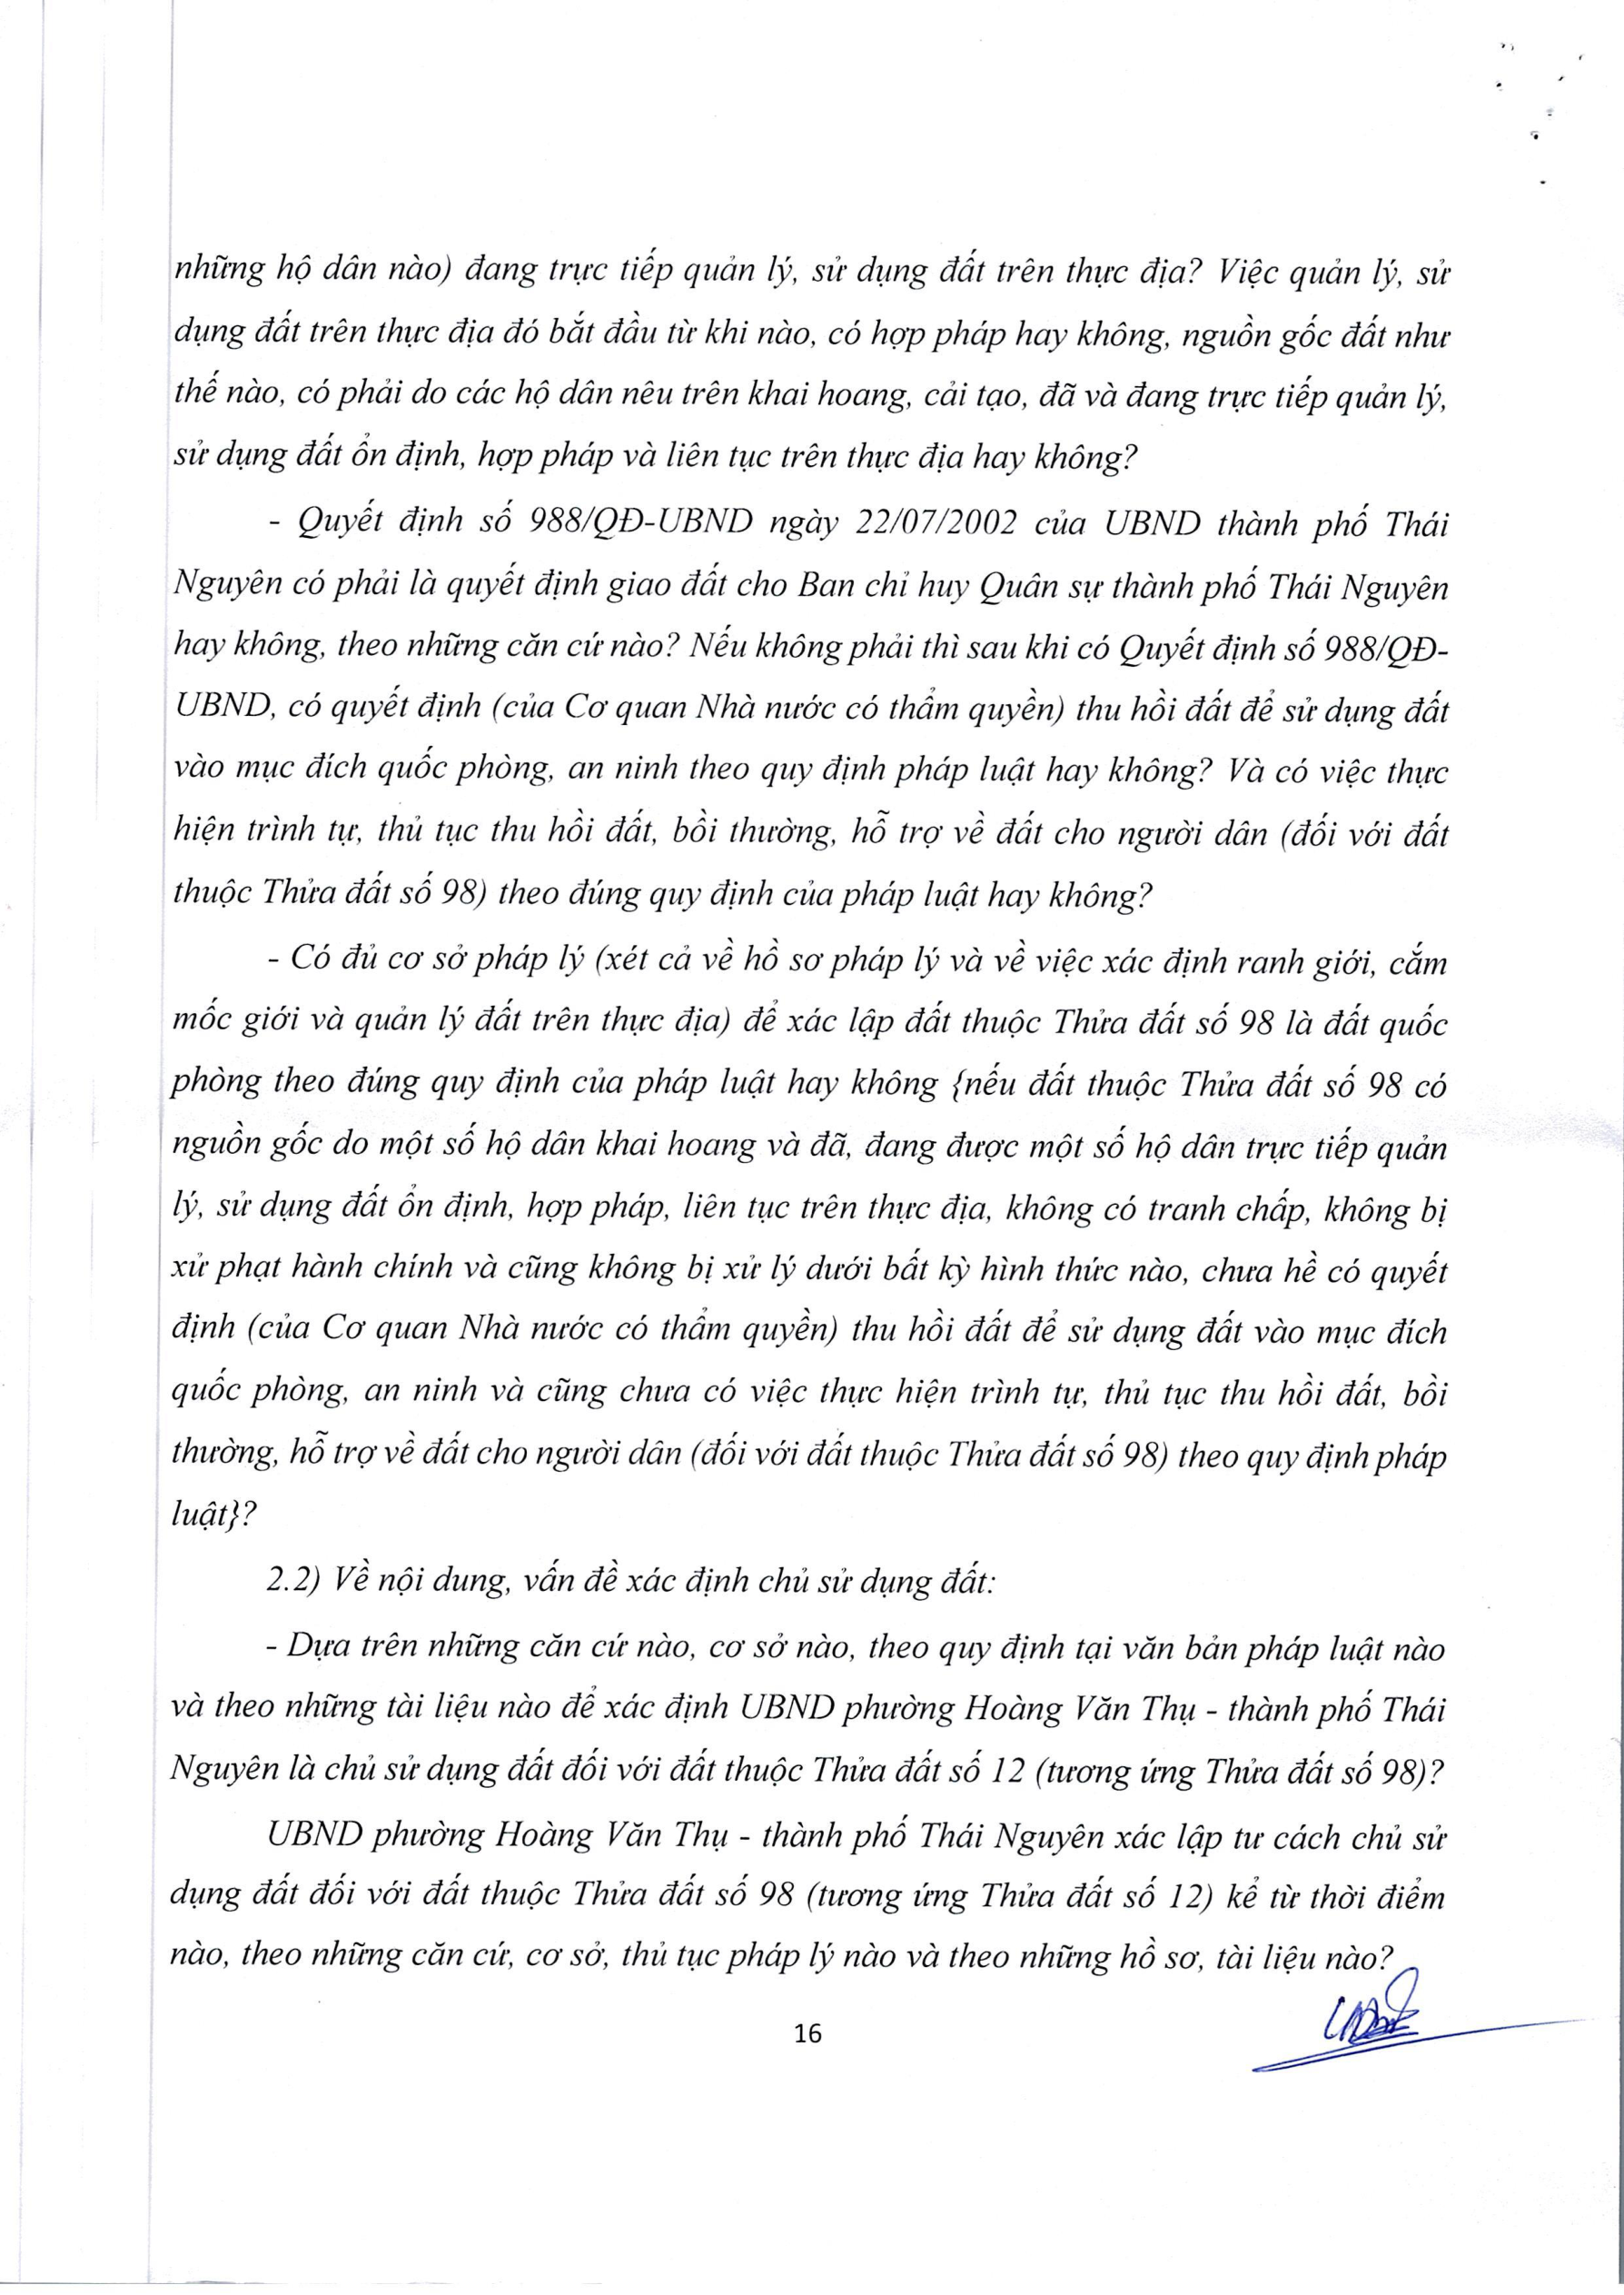 những hộ dân nào) đang trực tiếp quản lý, sử dụng đất trên thực địa? Việc quản lý, sử
dụng đất trên thực địa đó bắt đầu từ khi nào, có hợp pháp hay không, nguồn gốc đất như
thế nào, có phải do các hộ dân nêu trên khai hoang, cải tạo, đã và đang trực tiếp quản lý,
sử dụng đất ổn định, hợp pháp và liên tục trên thực địa hay không?
- Quyết định số 988/QĐ-UBND ngày 22/07/2002 của UBND thành phố Thái
Nguyên có phải là quyết định giao đất cho Ban chỉ huy Quân sự thành phố Thái Nguyên
hay không, theo những căn cứ nào? Nếu không phải thì sau khi có Quyết định số 988/QĐ-
UBND, có quyết định (của Cơ quan Nhà nước có thẩm quyền) thu hồi đất để sử dụng đất
vào mục đích quốc phòng, an ninh theo quy định pháp luật hay không? Và có việc thực
hiện trình tự, thủ tục thu hồi đất, bồi thường, hỗ trợ về đất cho người dân (đối với đất
thuộc Thửa đất số 98) theo đúng quy định của pháp luật hay không?
- Có đủ cơ sở pháp lý (xét cả về hồ sơ pháp lý và về việc xác định ranh giới, cắm
mốc giới và quản lý đất trên thực địa) để xác lập đất thuộc Thửa đất số 98 là đất quốc
phòng theo đúng quy định của pháp luật hay không {nếu đất thuộc Thửa đất số 98 có
nguồn gốc do một số hộ dân khai hoang và đã, đang được một số hộ dân trực tiếp quản
lý, sử dụng đất ổn định, hợp pháp, liên tục trên thực địa, không có tranh chấp, không bị
xử phạt hành chính và cũng không bị xử lý dưới bất kỳ hình thức nào, chưa hề có quyết
định (của Cơ quan Nhà nước có thẩm quyền) thu hồi đất để sử dụng đất vào mục đích
quốc phòng, an ninh và cũng chưa có việc thực hiện trình tự, thủ tục thu hồi đất, bồi
thường, hỗ trợ về đất cho người dân (đối với đất thuộc Thửa đất số 98) theo quy định pháp
luật}?
2.2) Về nội dung, vấn đề xác định chủ sử dụng đất:
- Dựa trên những căn cứ nào, cơ sở nào, theo quy định tại văn bản pháp luật nào
và theo những tài liệu nào để xác định UBND phường Hoàng Văn Thụ - thành phố Thái
Nguyên là chủ sử dụng đất đối với đất thuộc Thửa đất số 12 (tương ứng Thửa đất số 98)?
UBND phường Hoàng Văn Thụ - thành phố Thái Nguyên xác lập tư cách chủ sử
dụng đất đối với đất thuộc Thửa đất số 98 (tương ứng Thửa đất số 12) kể từ thời điểm
nào, theo những căn cứ, cơ sở, thủ tục pháp lý nào và theo những hồ sơ, tài liệu nào?
16